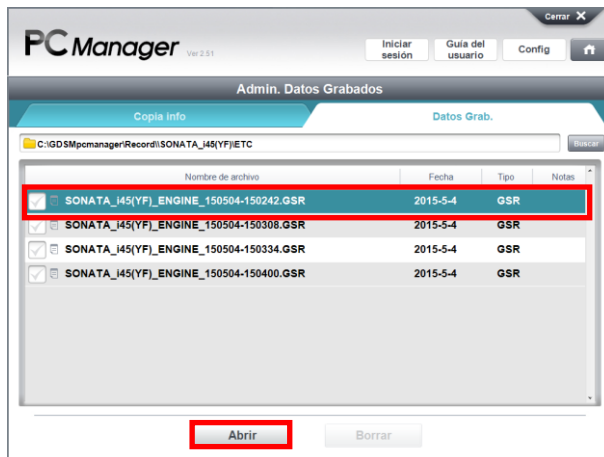 Cerrar X
PC Manager Ver 2.51
Iniciar sesión
Guía del usuario
Config
Admin. Datos Grabados
Copia info
Datos Grab.
C:\GDSMpcmanager\Record\\SONATA_i45(YF)\ETC
Buscar
Nombre de archivo Fecha Tipo Notas
SONATA_i45(YF)_ENGINE_150504-150242.GSR 2015-5-4 GSR
SONATA_i45(YF)_ENGINE_150504-150308.GSR 2015-5-4 GSR
SONATA_i45(YF)_ENGINE_150504-150334.GSR 2015-5-4 GSR
SONATA_i45(YF)_ENGINE_150504-150400.GSR 2015-5-4 GSR
Abrir Borrar